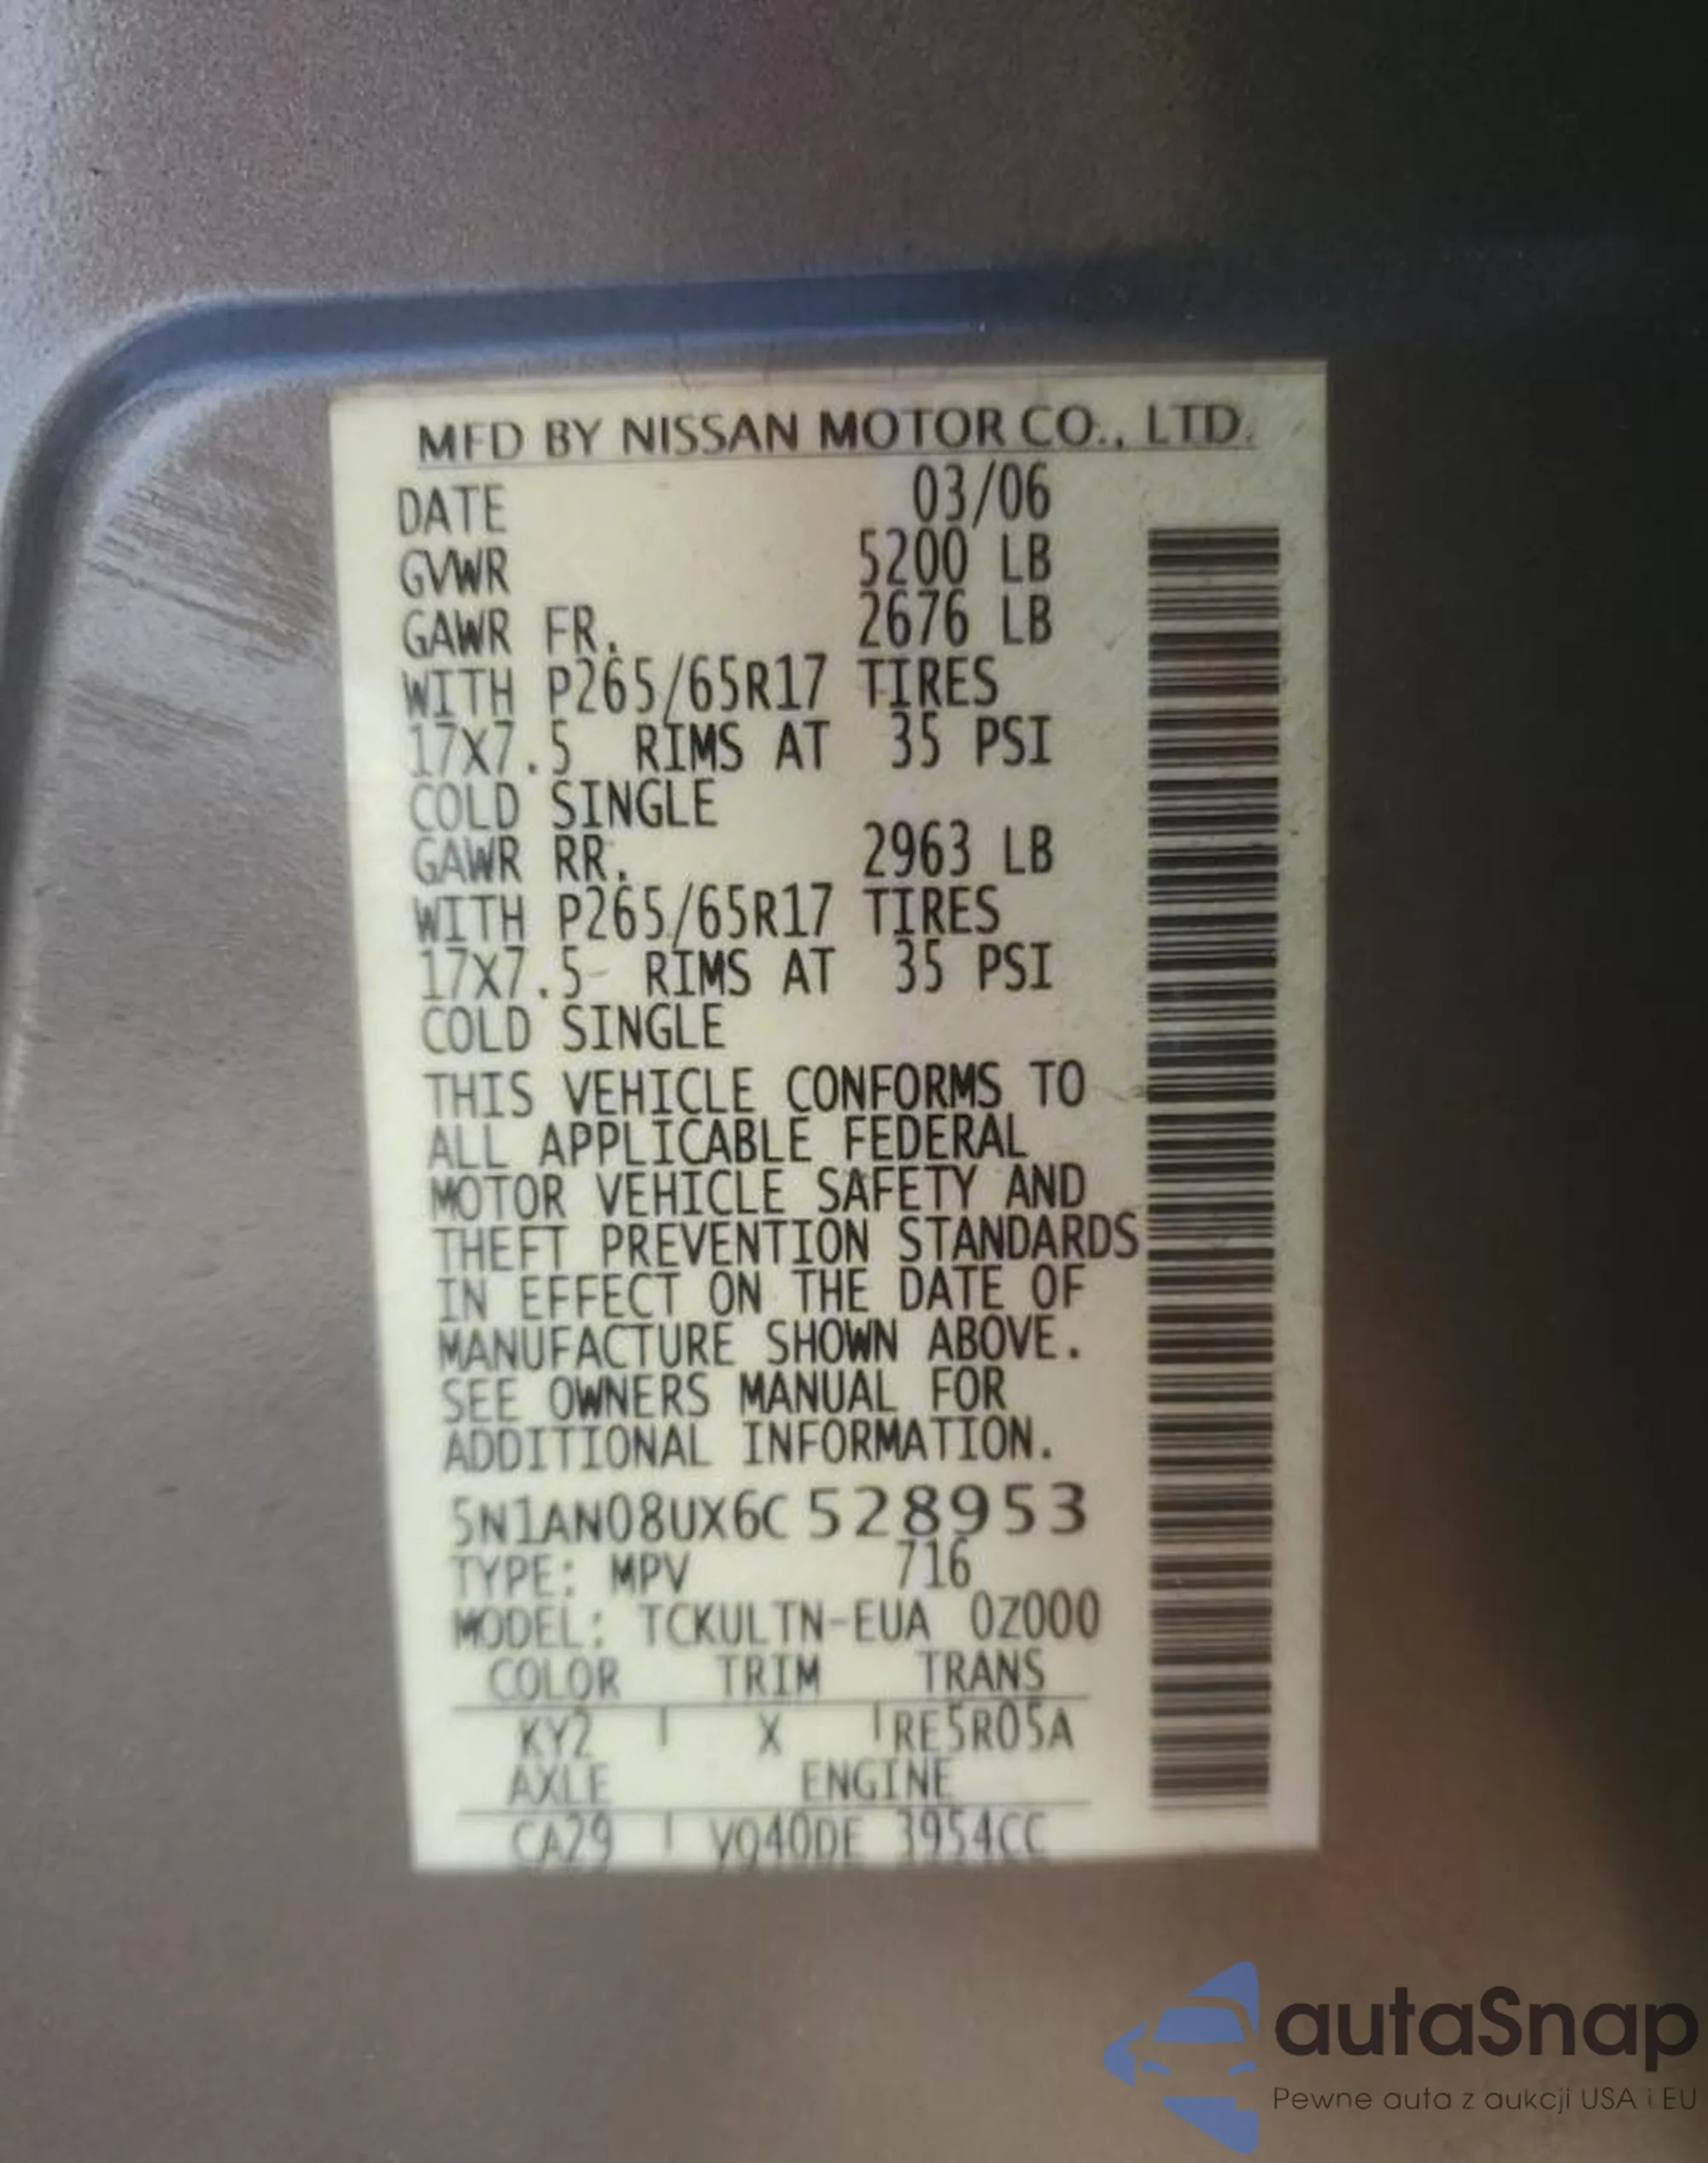 MFD BY NISSAN MOTOR CO., LTD.
DATE 03/06
GVWR 5200 LB
GAWR FR. 2676 LB
WITH P265/65R17 TIRES
17X7.5 RIMS AT 35 PSI
COLD SINGLE
GAWR RR. 2963 LB
WITH P265/65R17 TIRES
17X7.5 RIMS AT 35 PSI
COLD SINGLE
THIS VEHICLE CONFORMS TO
ALL APPLICABLE FEDERAL
MOTOR VEHICLE SAFETY AND
THEFT PREVENTION STANDARDS
IN EFFECT ON THE DATE OF
MANUFACTURE SHOWN ABOVE.
SEE OWNERS MANUAL FOR
ADDITIONAL INFORMATION.
5N1AN08UX6C528953
TYPE: MPV 716
MODEL: TCKULTN-EUA 0Z000
COLOR TRIM TRANS
KY2 X RE5R05A
AXLE ENGINE
CA29 VQ40DE 3954CC
autaSnap
Pewne auta z aukcji USA i EU